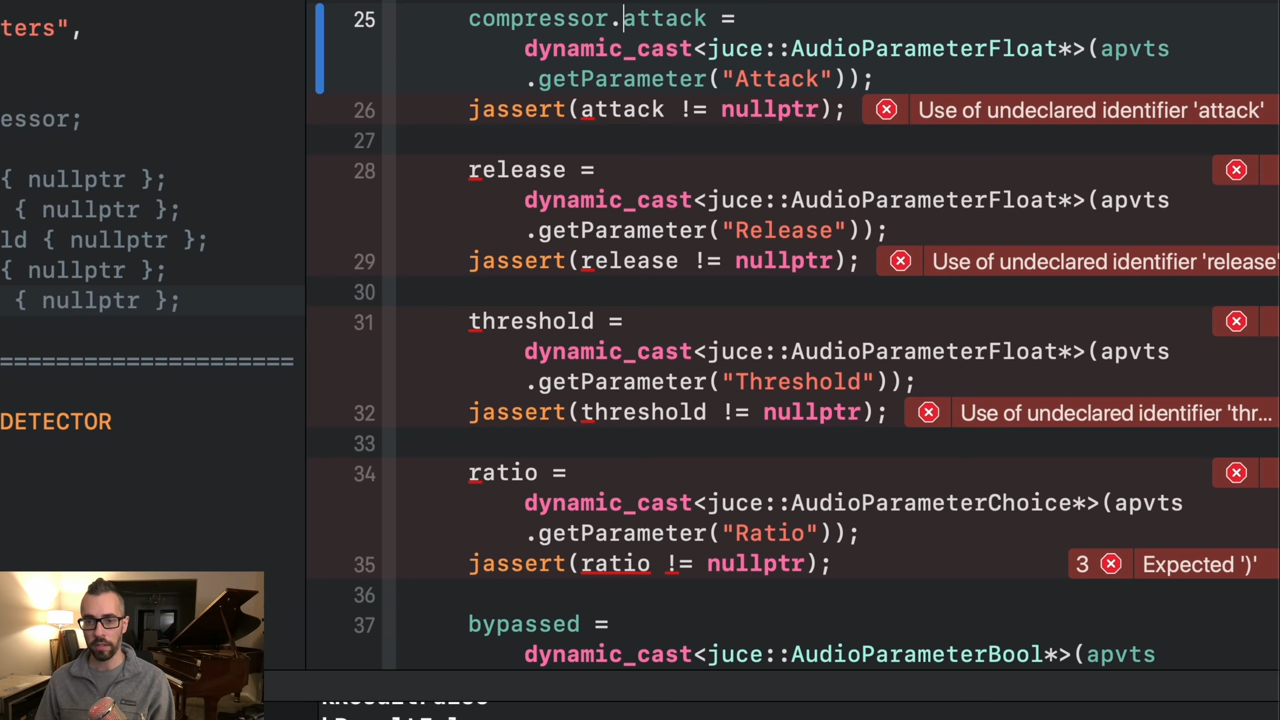 ters",
essor;
{ nullptr };
{ nullptr };
ld { nullptr };
{ nullptr };
{ nullptr };
=====================
DETECTOR
25 compressor.attack =
dynamic_cast<juce::AudioParameterFloat*>(apvts
.getParameter("Attack"));
26 jassert(attack != nullptr); Use of undeclared identifier 'attack'
27
28 release =
dynamic_cast<juce::AudioParameterFloat*>(apvts
.getParameter("Release"));
29 jassert(release != nullptr); Use of undeclared identifier 'release'
30
31 threshold =
dynamic_cast<juce::AudioParameterFloat*>(apvts
.getParameter("Threshold"));
32 jassert(threshold != nullptr); Use of undeclared identifier 'thr...
33
34 ratio =
dynamic_cast<juce::AudioParameterChoice*>(apvts
.getParameter("Ratio"));
35 jassert(ratio != nullptr); 3 Expected ')'
36
37 bypassed =
dynamic_cast<juce::AudioParameterBool*>(apvts